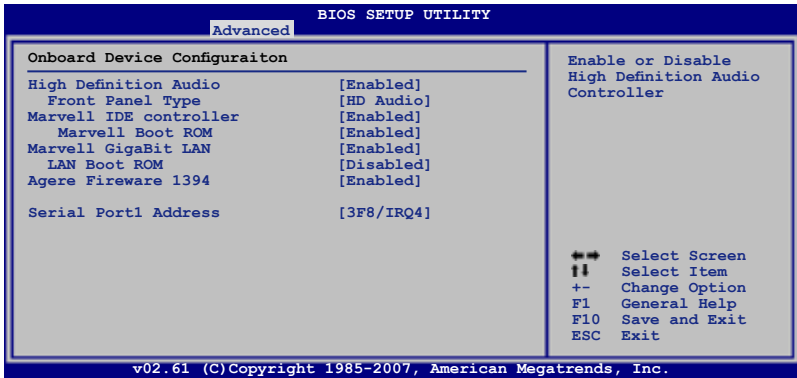 BIOS SETUP UTILITY
Advanced
Onboard Device Configuraiton
High Definition Audio [Enabled]
Front Panel Type [HD Audio]
Marvell IDE controller [Enabled]
Marvell Boot ROM [Enabled]
Marvell GigaBit LAN [Enabled]
LAN Boot ROM [Disabled]
Agere Fireware 1394 [Enabled]
Serial Port1 Address [3F8/IRQ4]
Enable or Disable
High Definition Audio
Controller
←→ Select Screen
↑↓ Select Item
+- Change Option
F1 General Help
F10 Save and Exit
ESC Exit
v02.61 (C)Copyright 1985-2007, American Megatrends, Inc.